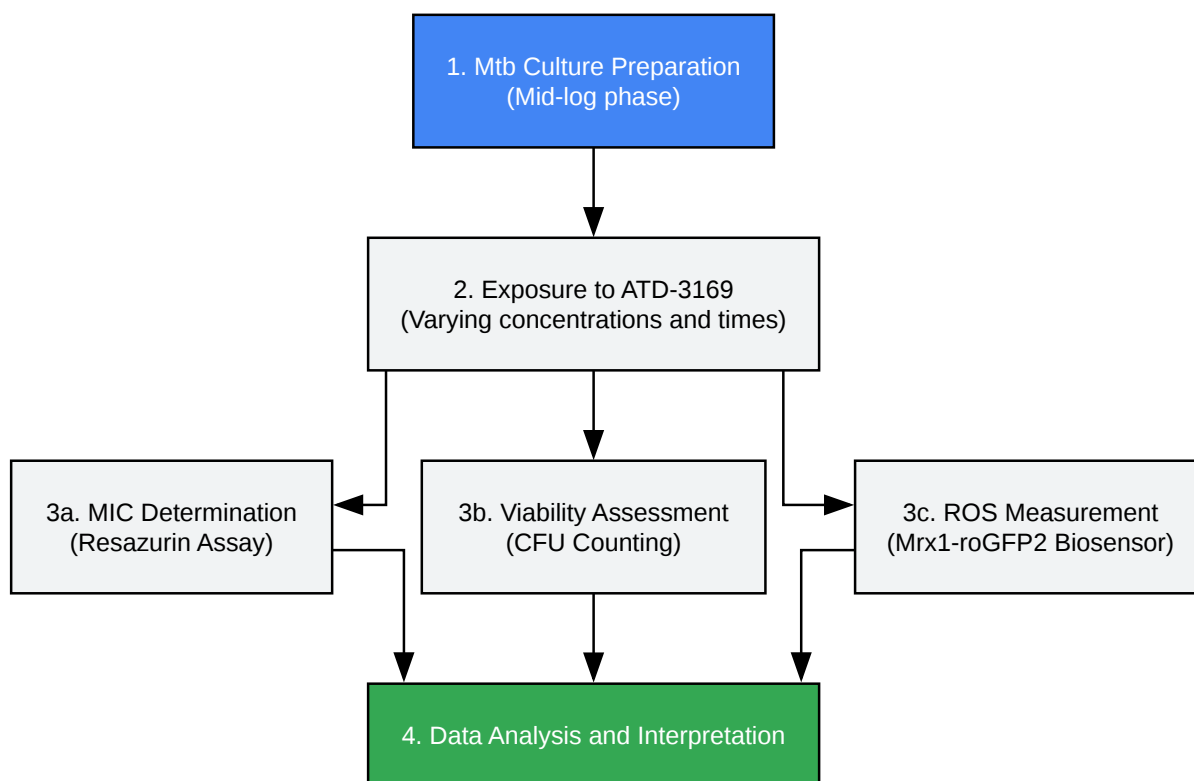 1. Mtb Culture Preparation
(Mid-log phase)
2. Exposure to ATD-3169
(Varying concentrations and times)
3a. MIC Determination
(Resazurin Assay)
3b. Viability Assessment
(CFU Counting)
3c. ROS Measurement
(Mrx1-roGFP2 Biosensor)
4. Data Analysis and Interpretation